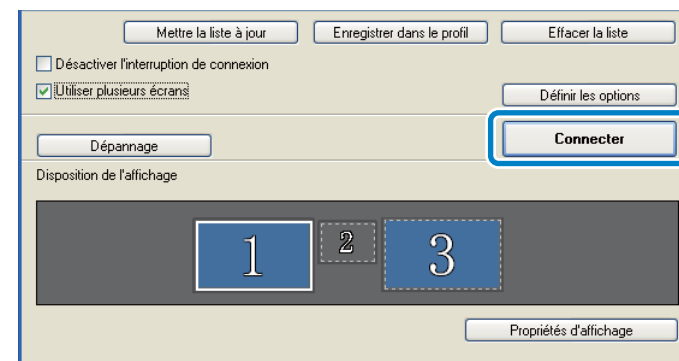 Mettre la liste à jour Enregistrer dans le profil Effacer la liste
Désactiver l'interruption de connexion
Utiliser plusieurs écrans
Définir les options
Dépannage Connecter
Disposition de l'affichage
1 2 3
Propriétés d'affichage